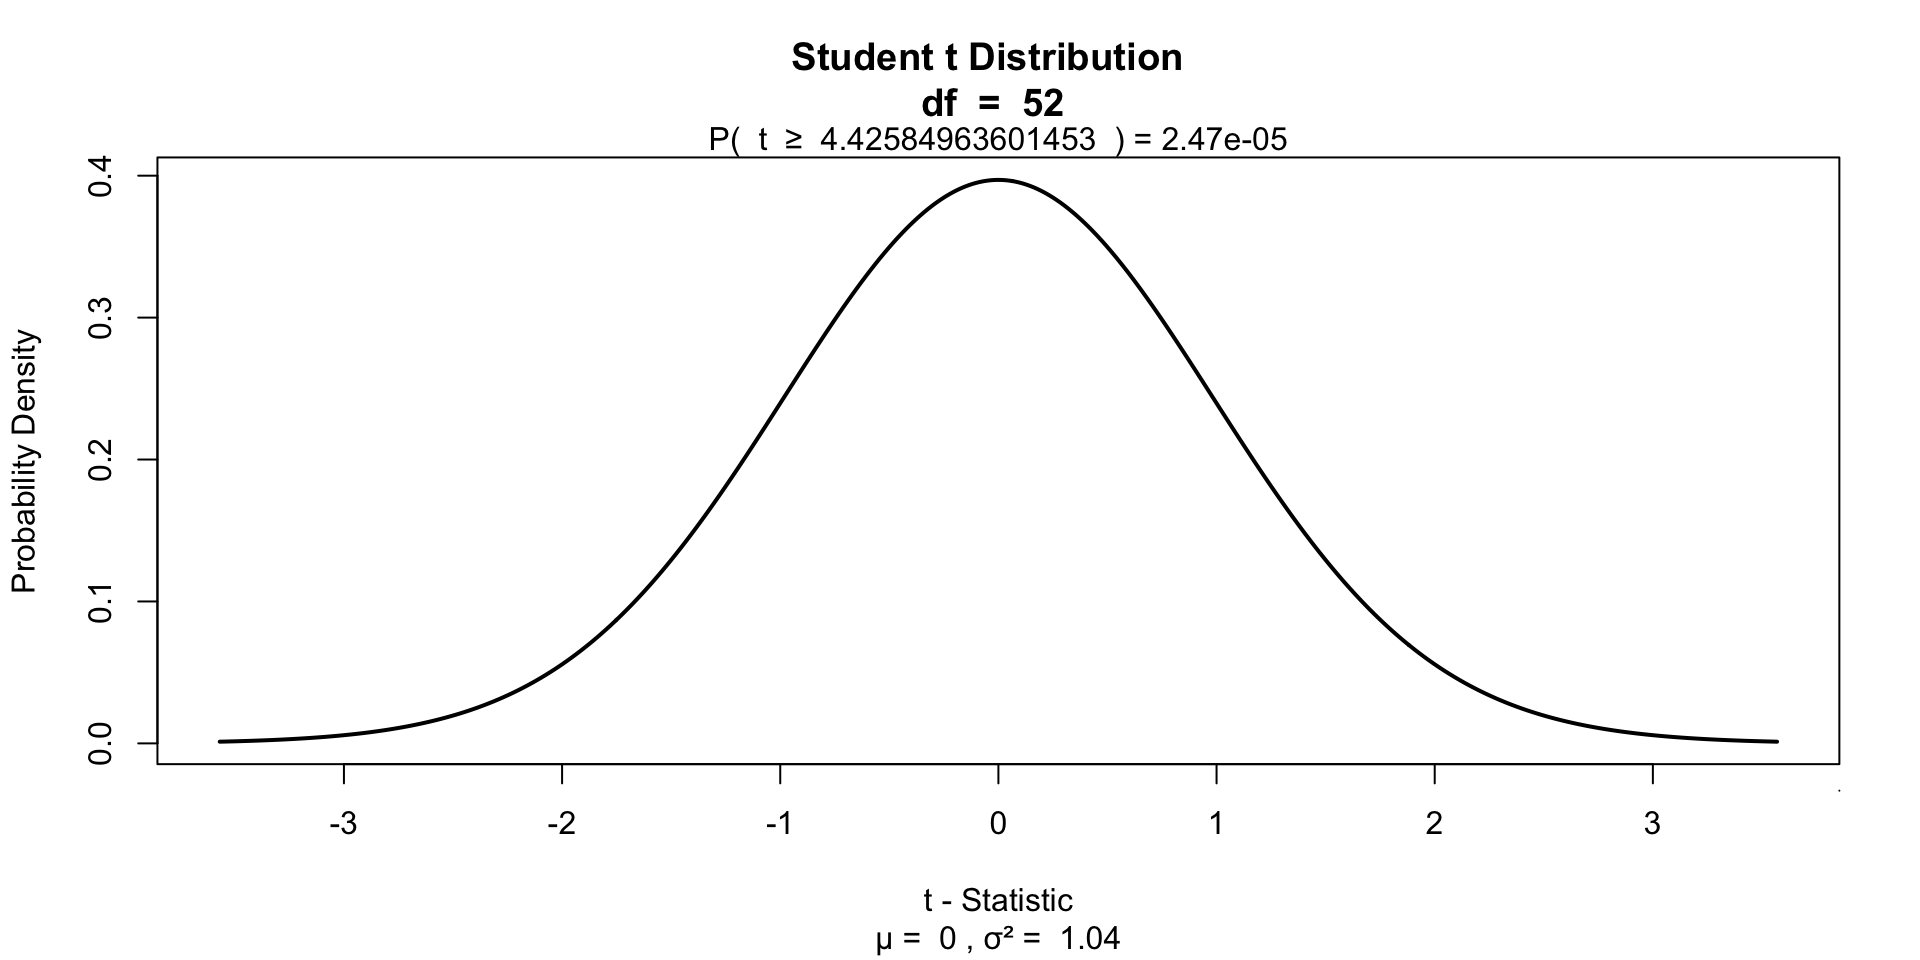 Student t Distribution
df = 52
P( t ≥ 4.42584963601453 ) = 2.47e-05
Probability Density
0.4
0.3
0.2
0.1
0.0
-3 -2 -1 0 1 2 3
t - Statistic
μ = 0 , σ² = 1.04